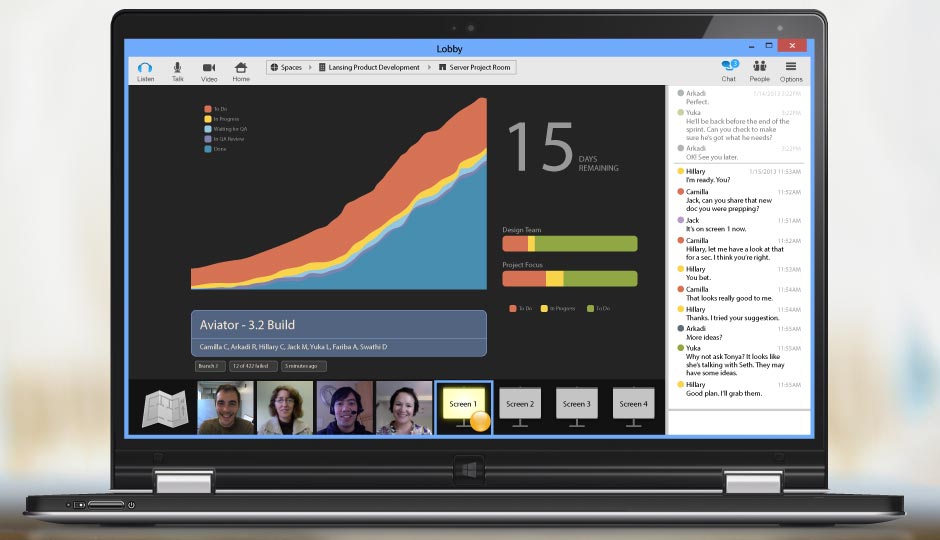 Lobby
Listen
Talk
Video
Home
Spaces
Lansing Product Development
Server Project Room
3
Chat
People
Options
To Do
In Progress
Waiting for QA
In QA Review
Done
15
DAYS
REMAINING
Design Team
Project Focus
To Do
In Progress
To Do
Aviator - 3.2 Build
Camilla C, Arkadi R, Hillary C, Jack M, Yuka L, Fariba A, Swathi D
12 of 422 failed
5 minutes ago
Screen 1
Screen 2
Screen 3
Screen 4
Arkadi 1/14/2013 3:22PM
Perfect.
Yuka 3:22PM
He'll be back before the end of the
sprint. Can you check to make
sure he's got what he needs?
Arkadi 3:22PM
OK! See you later.
Hillary 1/15/2013 11:53AM
I'm ready. You?
Camilla 11:52AM
Jack, can you share that new
doc you were prepping?
Jack 11:51AM
It's on screen 1 now.
Camilla 11:52AM
Hillary, let me have a look at that
for a sec. I think you're right.
Hillary 11:53AM
You bet.
Camilla 11:54AM
That looks really good to me.
Hillary 11:54AM
Thanks. I tried your suggestion.
Arkadi 11:55AM
More ideas?
Yuka 11:55AM
Why not ask Tonya? It looks like
she's talking with Seth. They may
have some ideas.
Hillary 11:55AM
Good plan. I'll grab them.